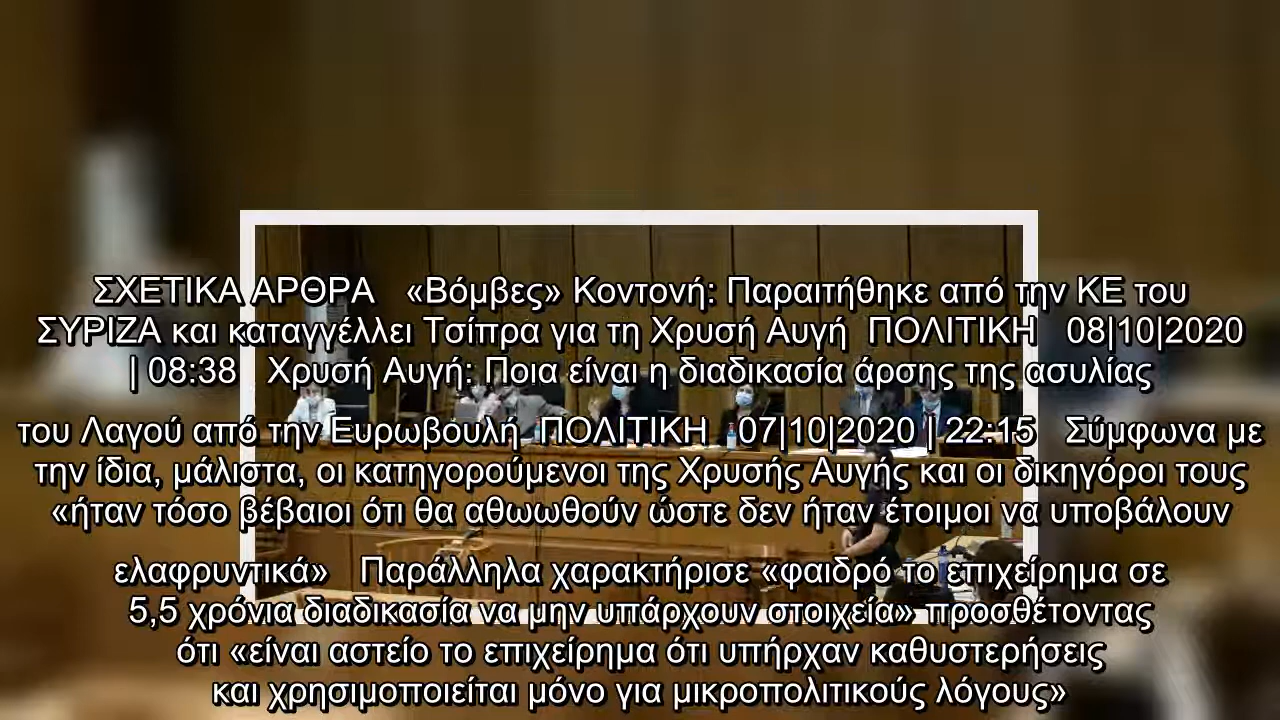 ΣΧΕΤΙΚΑ ΑΡΘΡΑ «Βόμβες» Κοντονή: Παραιτήθηκε από την ΚΕ του
ΣΥΡΙΖΑ και καταγγέλλει Τσίπρα για τη Χρυσή Αυγή ΠΟΛΙΤΙΚΗ 08|10|2020
| 08:38 Χρυσή Αυγή: Ποια είναι η διαδικασία άρσης της ασυλίας
του Λαγού από την Ευρωβουλή ΠΟΛΙΤΙΚΗ 07|10|2020 | 22:15 Σύμφωνα με
την ίδια, μάλιστα, οι κατηγορούμενοι της Χρυσής Αυγής και οι δικηγόροι τους
«ήταν τόσο βέβαιοι ότι θα αθωωθούν ώστε δεν ήταν έτοιμοι να υποβάλουν
ελαφρυντικά» Παράλληλα χαρακτήρισε «φαιδρό το επιχείρημα σε
5,5 χρόνια διαδικασία να μην υπάρχουν στοιχεία» προσθέτοντας
ότι «είναι αστείο το επιχείρημα ότι υπήρχαν καθυστερήσεις
και χρησιμοποιείται μόνο για μικροπολιτικούς λόγους»